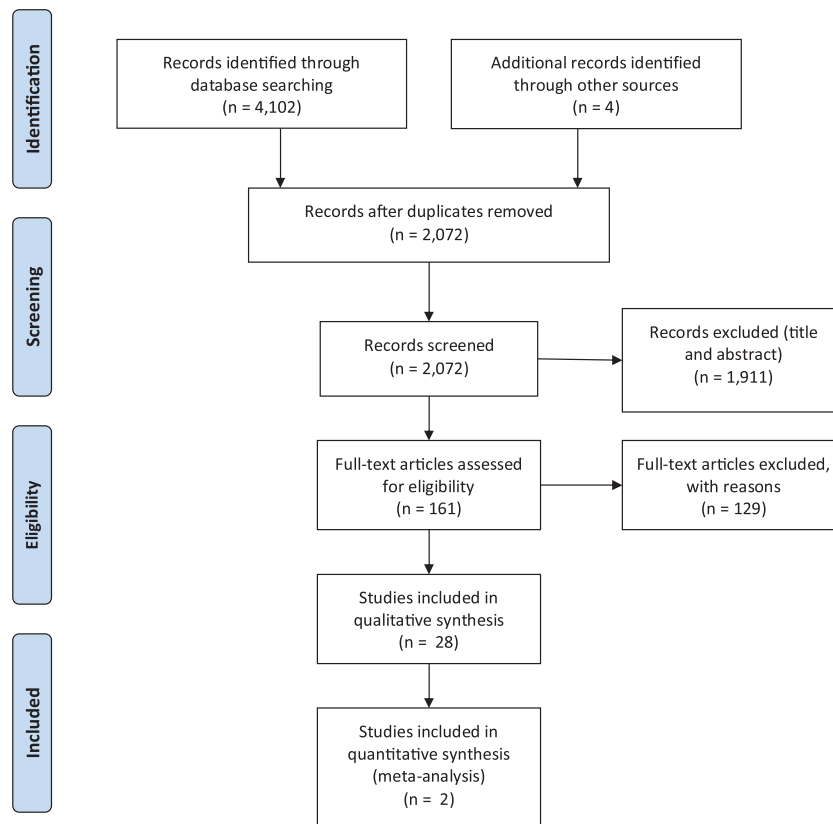 Identification
Records identified through
database searching
(n = 4,102)
Additional records identified
through other sources
(n = 4)
Records after duplicates removed
(n = 2,072)
Screening
Records screened
(n = 2,072)
Records excluded (title
and abstract)
(n = 1,911)
Eligibility
Full-text articles assessed
for eligibility
(n = 161)
Full-text articles excluded,
with reasons
(n = 129)
Studies included in
qualitative synthesis
(n = 28)
Included
Studies included in
quantitative synthesis
(meta-analysis)
(n = 2)